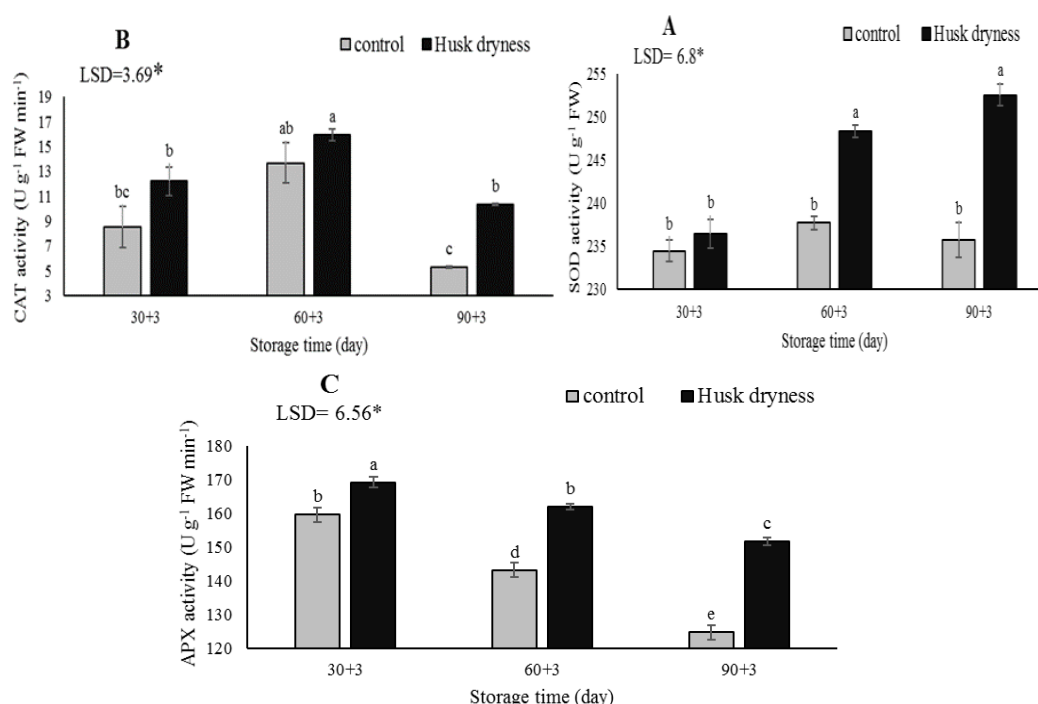 B
control Husk dryness
LSD=3.69*
CAT activity (U g-1 FW min-1)
19
17
15
13
11
9
7
5
3
bc
b
ab
a
c
b
30+3 60+3 90+3
Storage time (day)
A
control Husk dryness
LSD= 6.8*
SOD activity (U g-1 FW)
255
250
245
240
235
230
b
b
b
a
b
a
30+3 60+3 90+3
Storage time (day)
C
control Husk dryness
LSD= 6.56*
APX activity (U g-1 FW min-1)
180
170
160
150
140
130
120
b
a
d
b
e
c
30+3 60+3 90+3
Storage time (day)